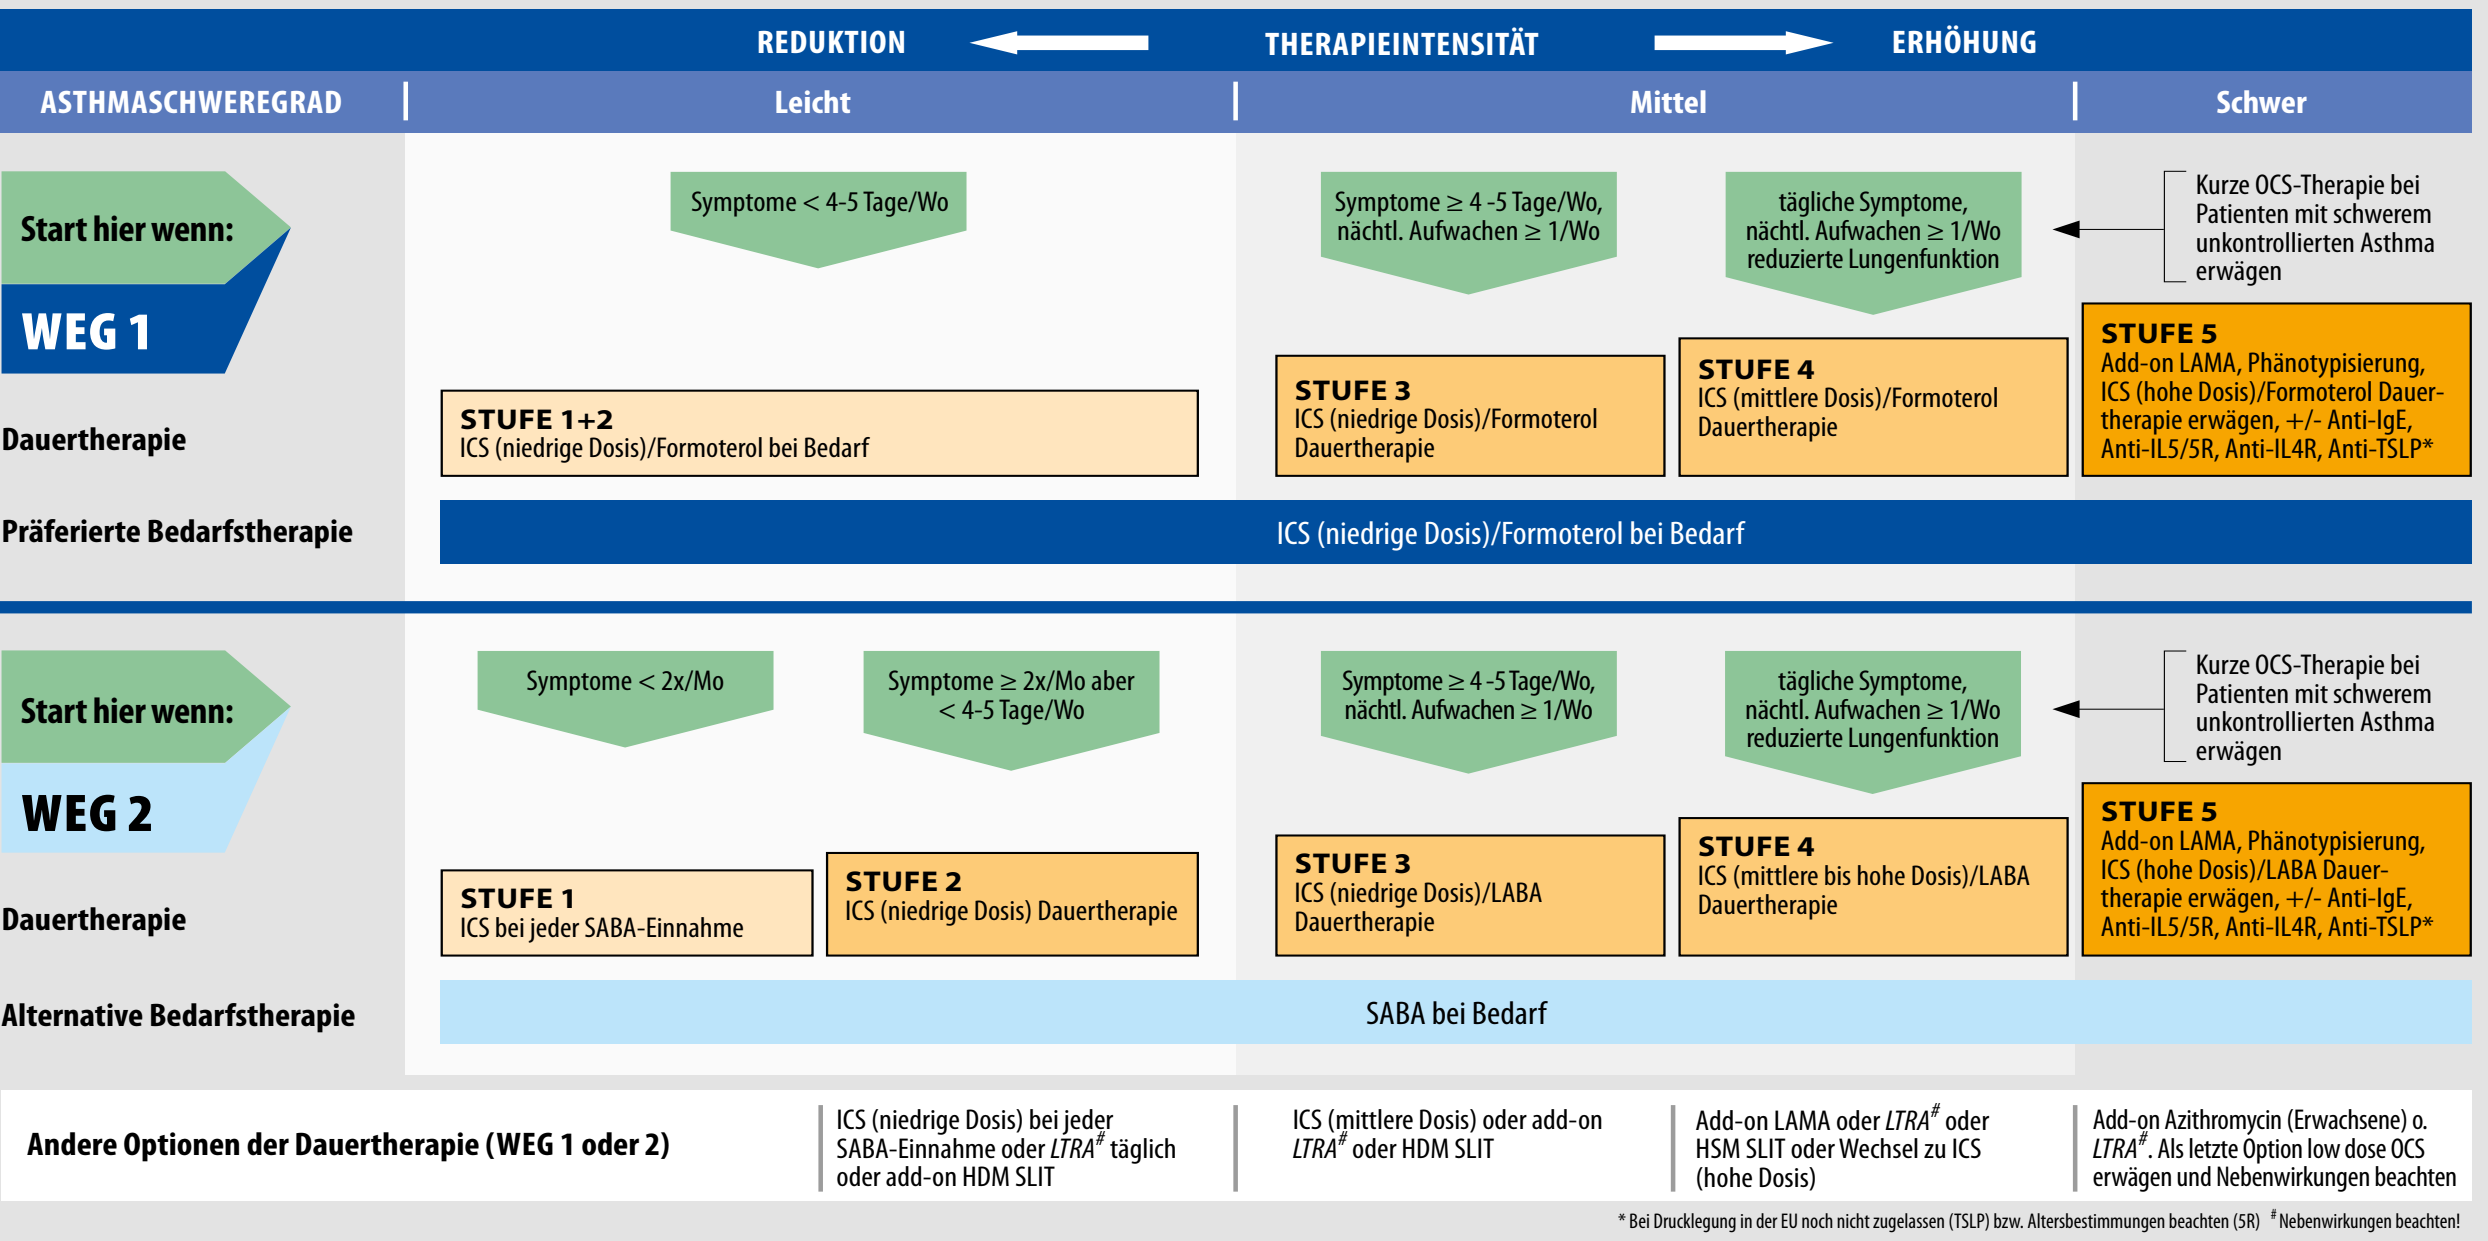 REDUKTION
THERAPIEINTENSITÄT
ERHÖHUNG
ASTHMASCHWEREGRAD
Leicht
Mittel
Schwer
Start hier wenn:
WEG 1
Symptome < 4-5 Tage/Wo
Symptome ≥ 4 -5 Tage/Wo,
nächtl. Aufwachen ≥ 1/Wo
tägliche Symptome,
nächtl. Aufwachen ≥ 1/Wo
reduzierte Lungenfunktion
Kurze OCS-Therapie bei
Patienten mit schwerem
unkontrollierten Asthma
erwägen
Dauertherapie
STUFE 1+2
ICS (niedrige Dosis)/Formoterol bei Bedarf
STUFE 3
ICS (niedrige Dosis)/Formoterol
Dauertherapie
STUFE 4
ICS (mittlere Dosis)/Formoterol
Dauertherapie
STUFE 5
Add-on LAMA, Phänotypisierung,
ICS (hohe Dosis)/Formoterol Dauer-
therapie erwägen, +/- Anti-IgE,
Anti-IL5/5R, Anti-IL4R, Anti-TSLP*
Präferierte Bedarfstherapie
ICS (niedrige Dosis)/Formoterol bei Bedarf
Start hier wenn:
WEG 2
Symptome < 2x/Mo
Symptome ≥ 2x/Mo aber
< 4-5 Tage/Wo
Symptome ≥ 4 -5 Tage/Wo,
nächtl. Aufwachen ≥ 1/Wo
tägliche Symptome,
nächtl. Aufwachen ≥ 1/Wo
reduzierte Lungenfunktion
Kurze OCS-Therapie bei
Patienten mit schwerem
unkontrollierten Asthma
erwägen
Dauertherapie
STUFE 1
ICS bei jeder SABA-Einnahme
STUFE 2
ICS (niedrige Dosis) Dauertherapie
STUFE 3
ICS (niedrige Dosis)/LABA
Dauertherapie
STUFE 4
ICS (mittlere bis hohe Dosis)/LABA
Dauertherapie
STUFE 5
Add-on LAMA, Phänotypisierung,
ICS (hohe Dosis)/LABA Dauer-
therapie erwägen, +/- Anti-IgE,
Anti-IL5/5R, Anti-IL4R, Anti-TSLP*
Alternative Bedarfstherapie
SABA bei Bedarf
Andere Optionen der Dauertherapie (WEG 1 oder 2)
ICS (niedrige Dosis) bei jeder
SABA-Einnahme oder LTRA# täglich
oder add-on HDM SLIT
ICS (mittlere Dosis) oder add-on
LTRA# oder HDM SLIT
Add-on LAMA oder LTRA# oder
HSM SLIT oder Wechsel zu ICS
(hohe Dosis)
Add-on Azithromycin (Erwachsene) o.
LTRA#. Als letzte Option low dose OCS
erwägen und Nebenwirkungen beachten
* Bei Drucklegung in der EU noch nicht zugelassen (TSLP) bzw. Altersbestimmungen beachten (5R) # Nebenwirkungen beachten!